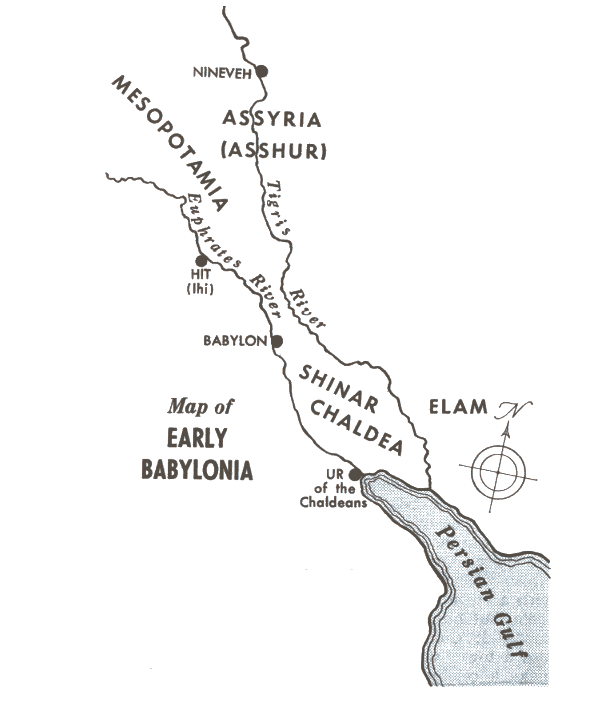 NINEVEH
MESOPOTAMIA
ASSYRIA
(ASSHUR)
Tigris
Euphrates
HIT
(Ihi)
River
River
BABYLON
SHINAR
CHALDEA
Map of
EARLY
BABYLONIA
ELAM
N
UR
of the
Chaldeans
Persian Gulf